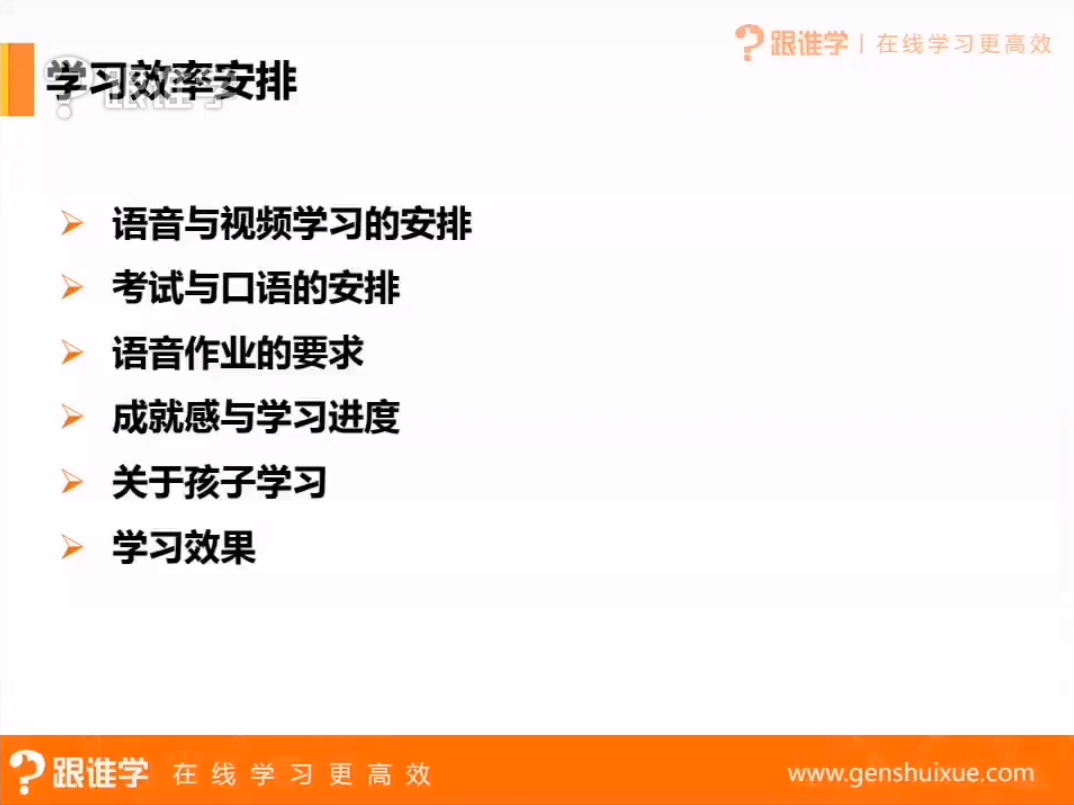 跟谁学 | 在线学习更高效
学习效率安排
跟谁学
语音与视频学习的安排
考试与口语的安排
语音作业的要求
成就感与学习进度
关于孩子学习
学习效果
跟谁学 在线学习更高效
www.genshuixue.com